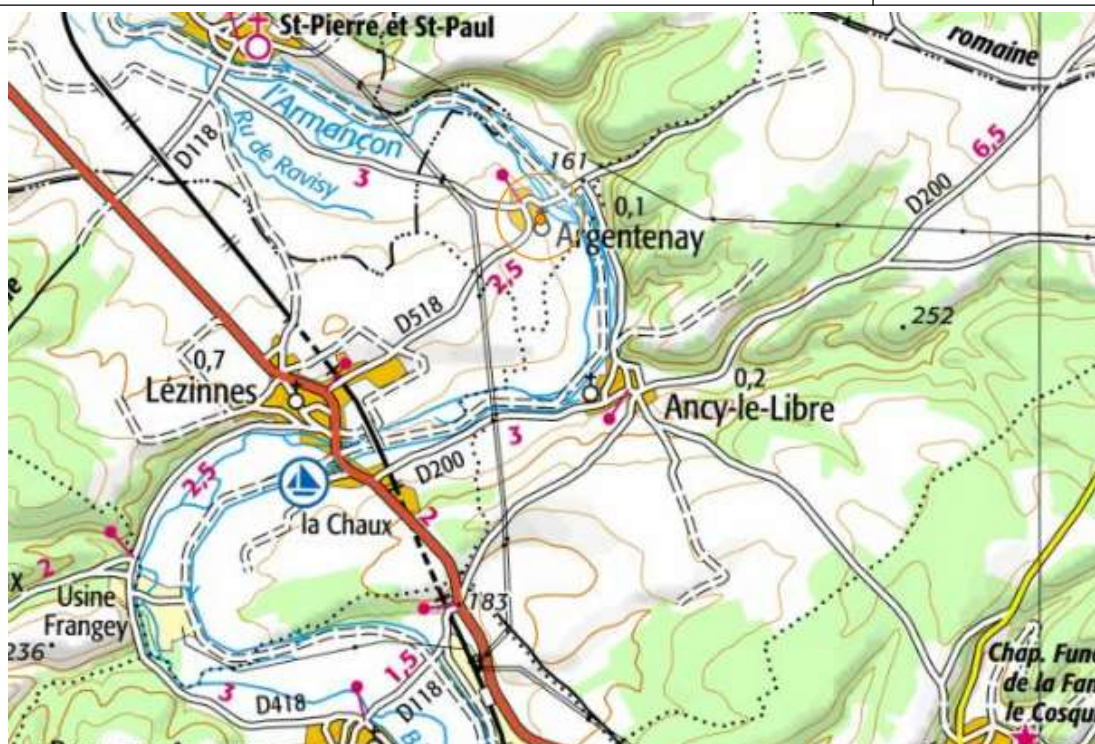 St-Pierre et St-Paul
romaine
l'Armançon
D118
Ru de Ravisy
3
161
6,5
D200
0,1
Argentenay
2,5
D518
252
0,7
Lézinnes
0,2
Ancy-le-Libre
3
D200
2,5
la Chaux
2
2
X
Usine
Frangey
183
236
1,5
3
D418
D118
Chap. Fun
de la Fan
le Cosqu